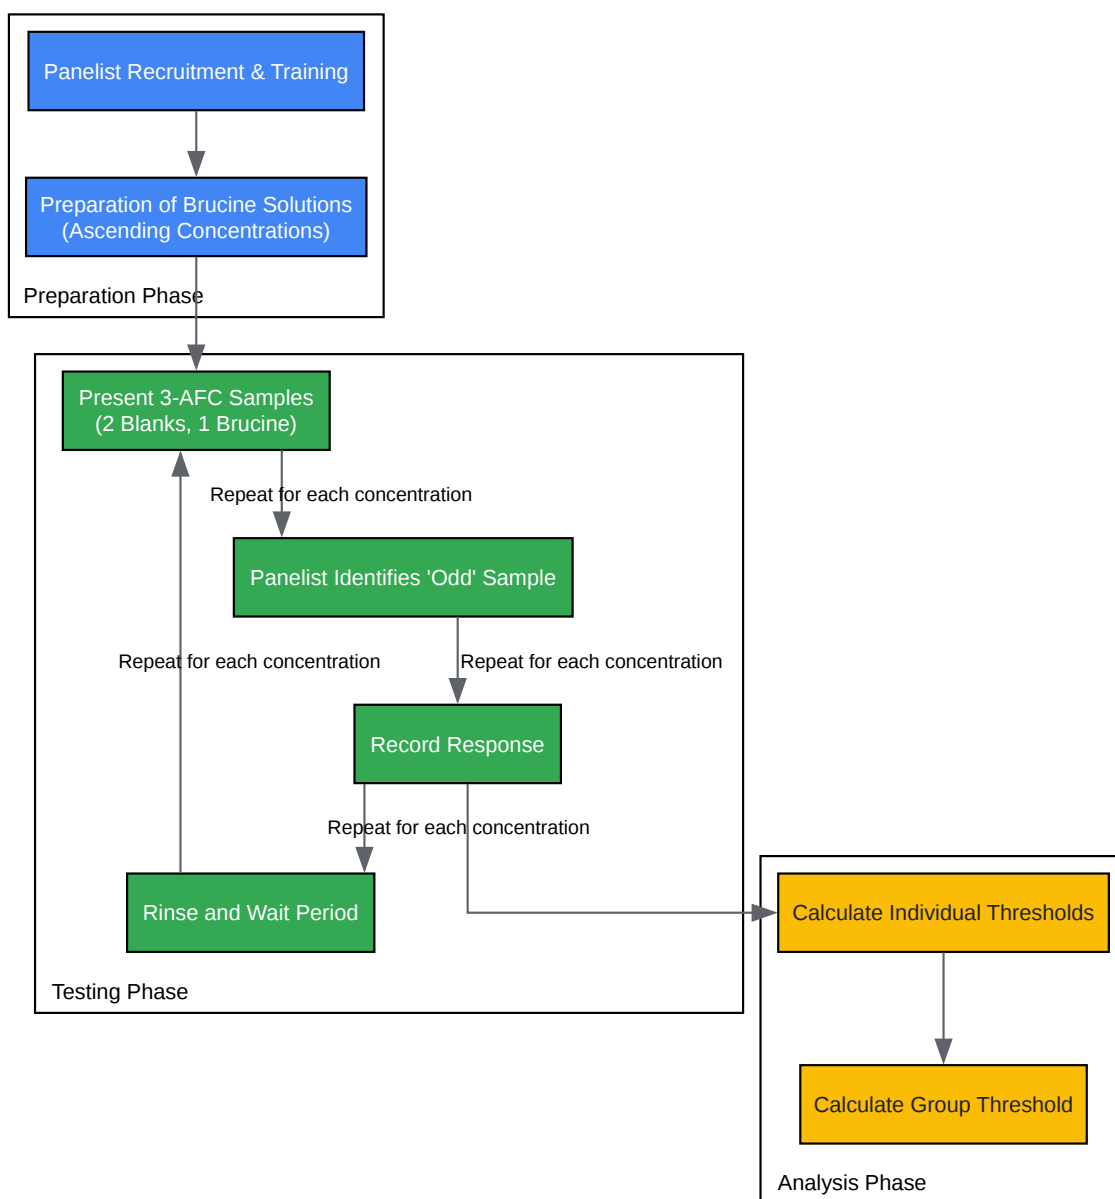 Panelist Recruitment & Training
Preparation of Brucine Solutions
(Ascending Concentrations)
Preparation Phase
Present 3-AFC Samples
(2 Blanks, 1 Brucine)
Repeat for each concentration
Panelist Identifies 'Odd' Sample
Repeat for each concentration
Repeat for each concentration
Record Response
Repeat for each concentration
Rinse and Wait Period
Testing Phase
Calculate Individual Thresholds
Calculate Group Threshold
Analysis Phase